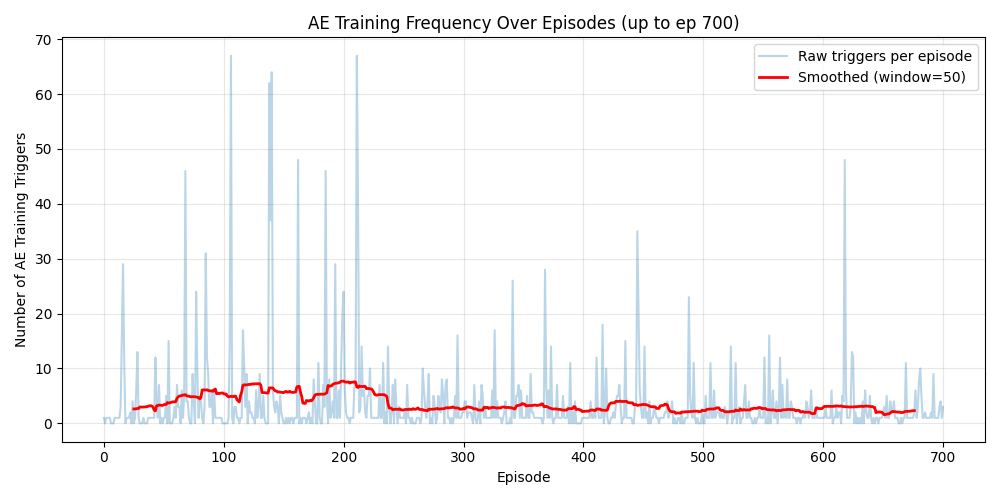 AE Training Frequency Over Episodes (up to ep 700)
Raw triggers per episode
Smoothed (window=50)
Number of AE Training Triggers
70
60
50
40
30
20
10
0
0 100 200 300 400 500 600 700
Episode